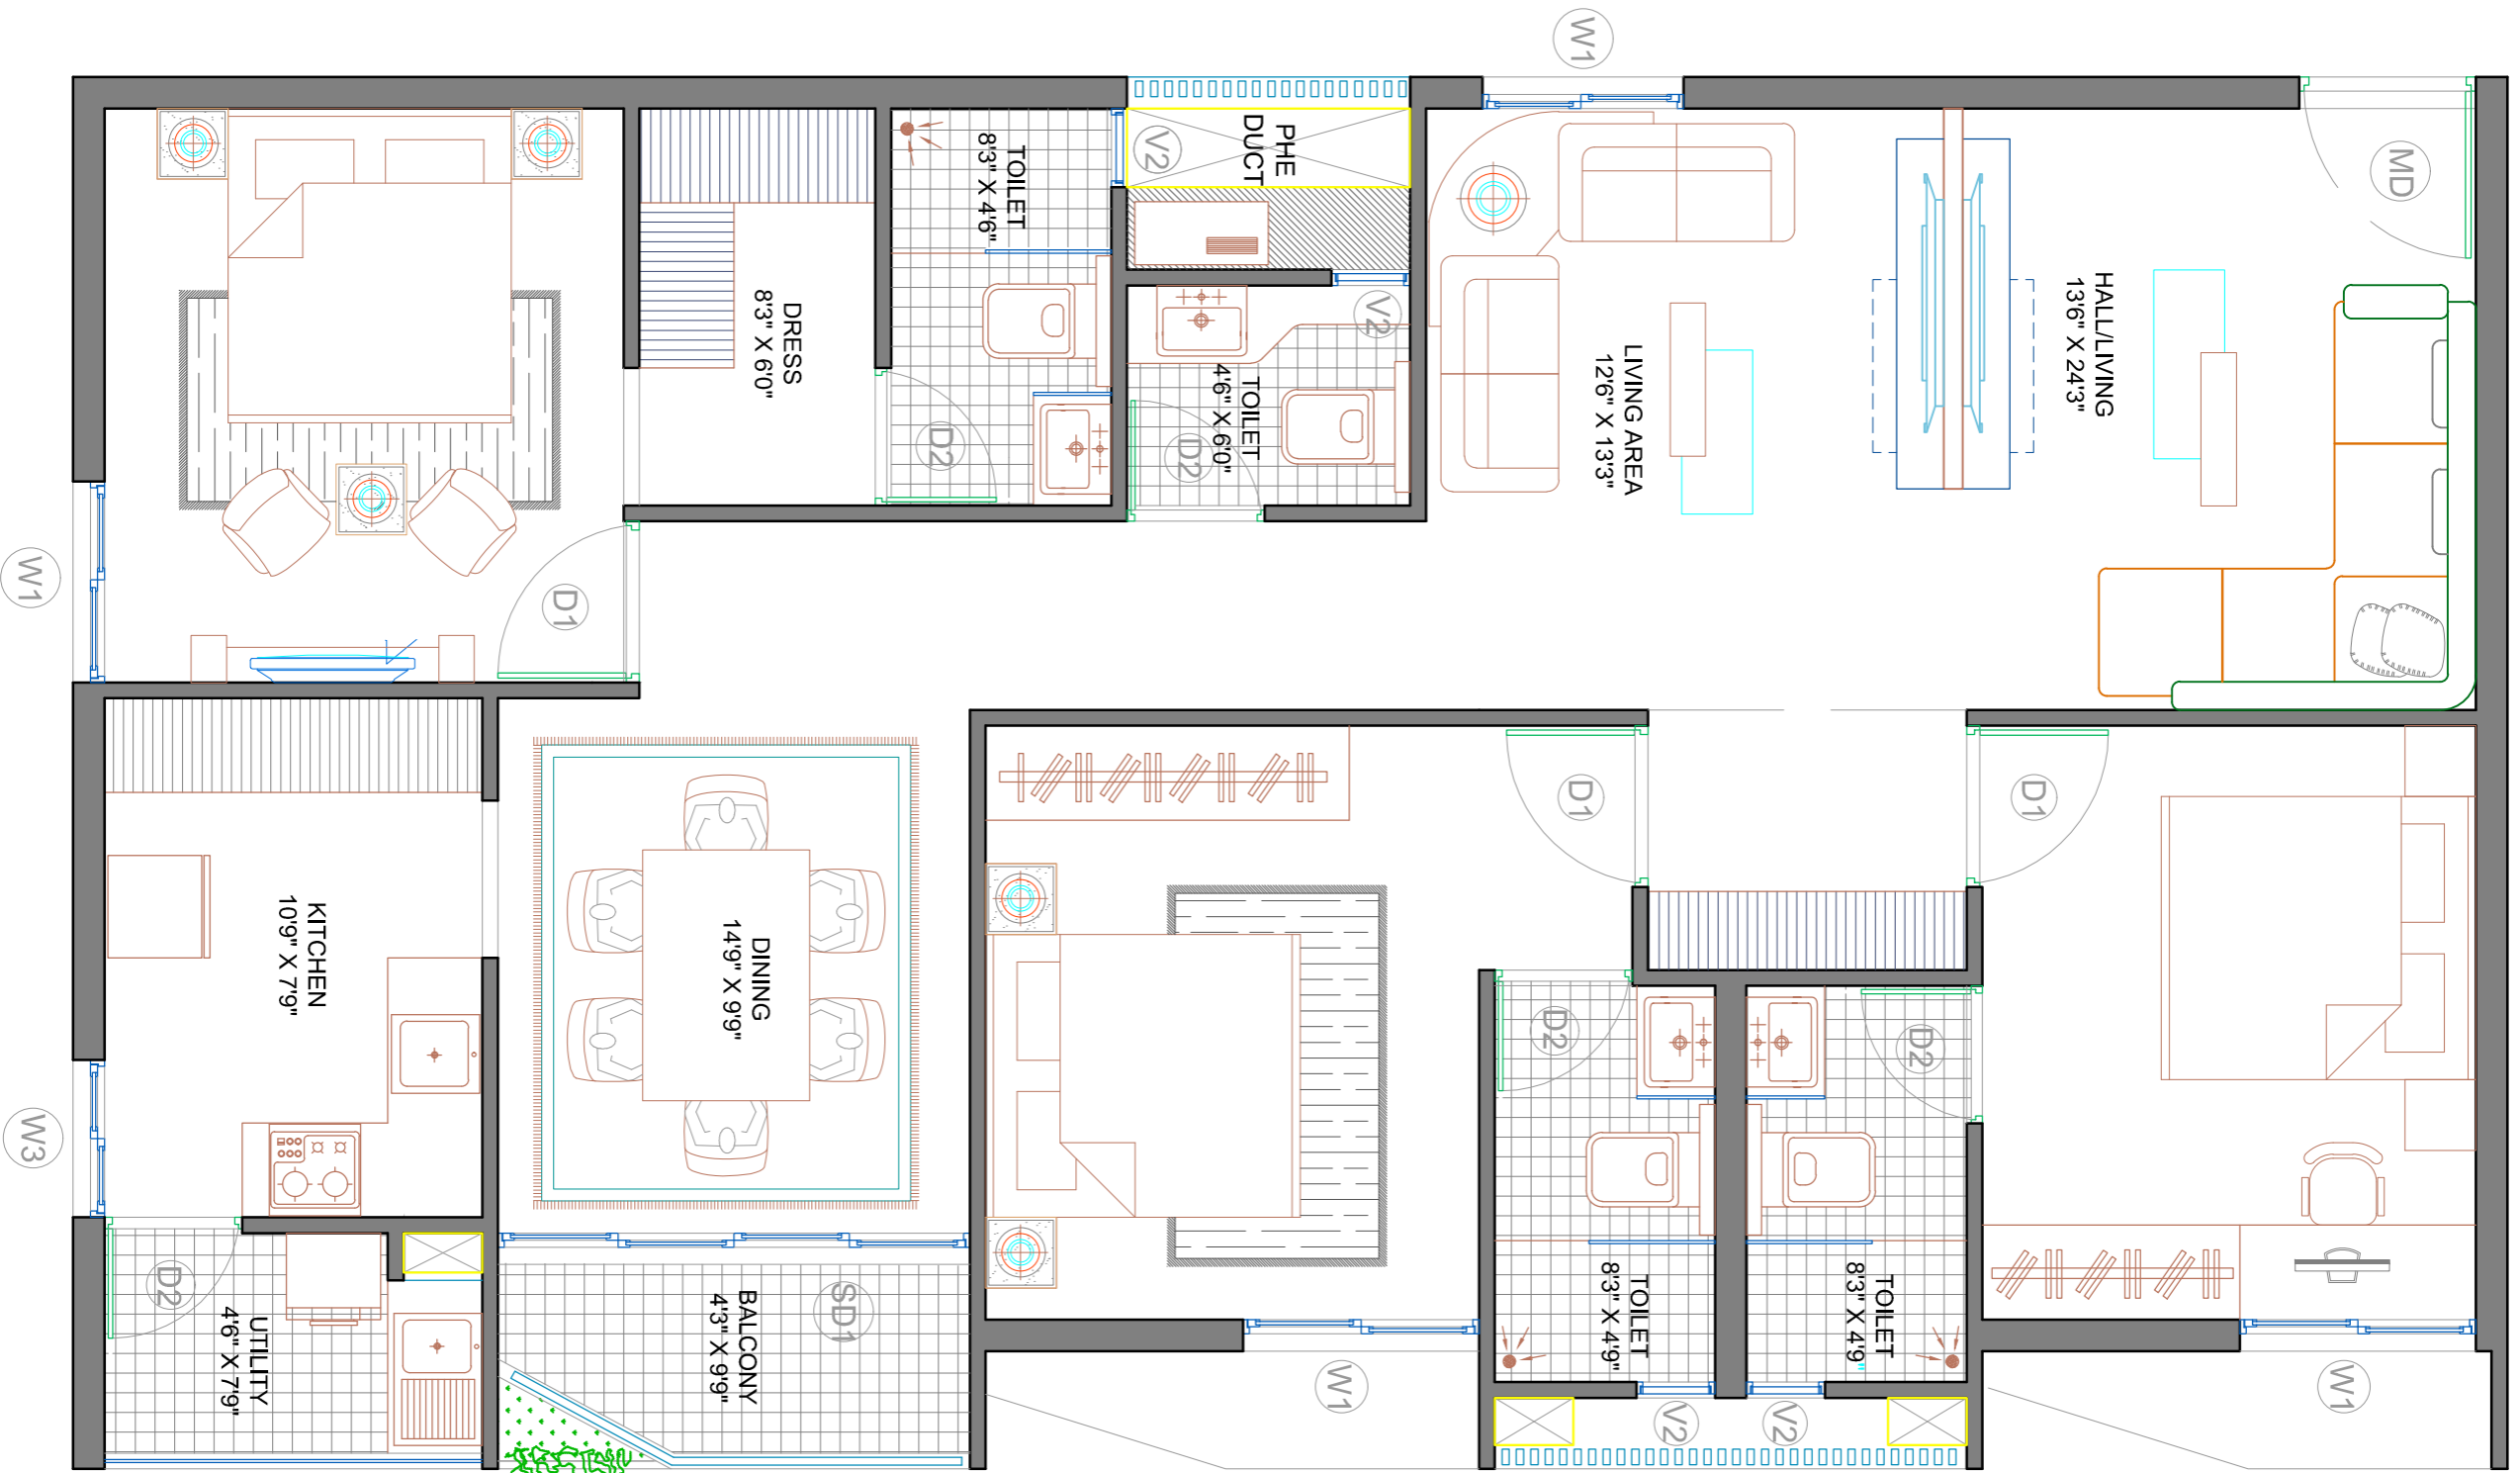 W1
MD
PHE
DUCT
V2
TOILET
8'3" X 4'6"
HALL/LIVING
13'6" X 24'3"
V2
DRESS
8'3" X 6'0"
LIVING AREA
12'6" X 13'3"
TOILET
4'6" X 6'0"
D2
D2
W1
D1
D1
D1
KITCHEN
10'9" X 7'9"
DINING
14'9" X 9'9"
D2
D2
W3
D2
UTILITY
4'6" X 7'9"
BALCONY
4'3" X 9'9"
SD1
TOILET
8'3" X 4'9"
TOILET
8'3" X 4'9"
W1
W1
V2
V2